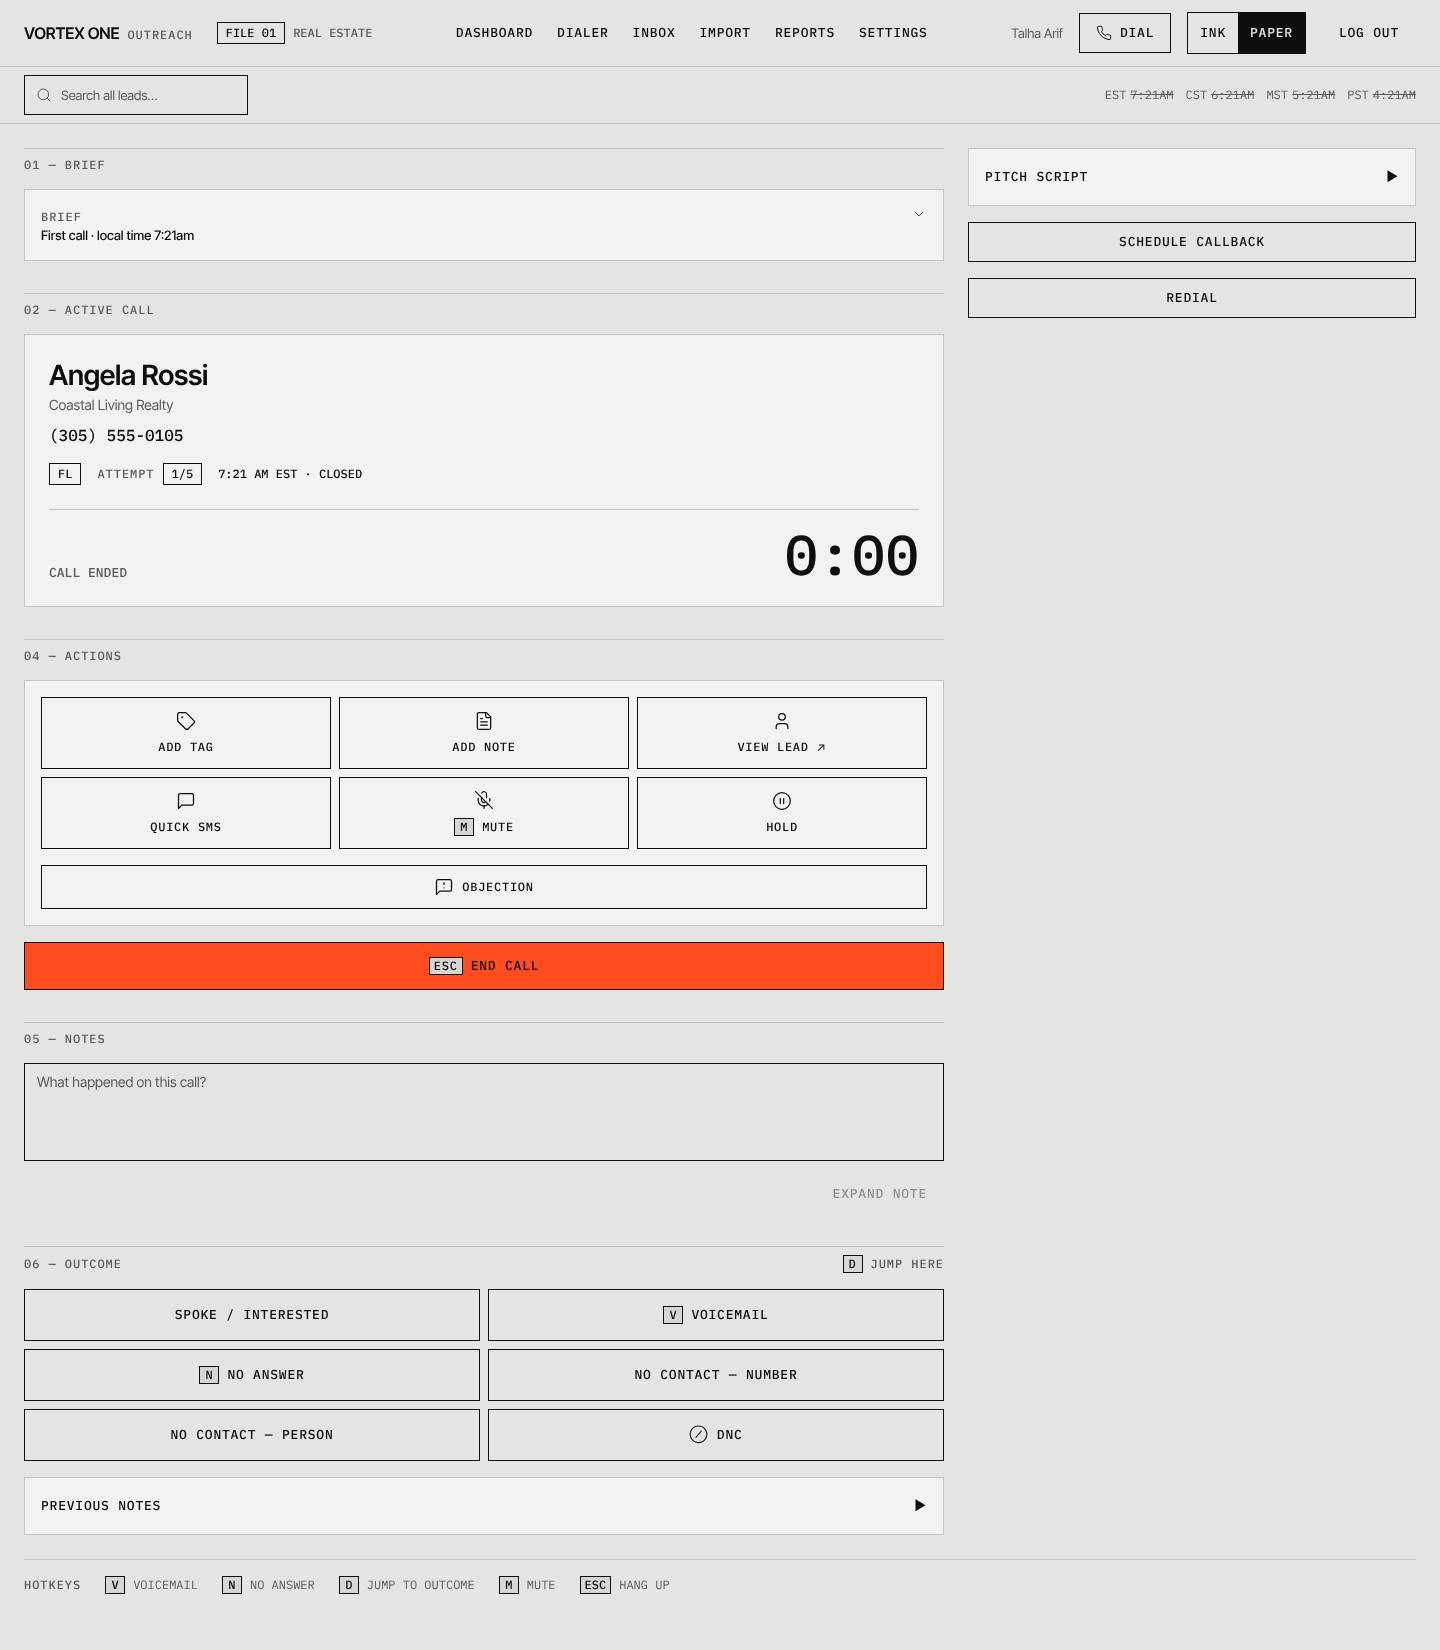 VORTEX ONE OUTREACH FILE 01 REAL ESTATE DASHBOARD DIALER INBOX IMPORT REPORTS SETTINGS Talha Arif DIAL INK PAPER LOG OUT
Search all leads... EST 7:21AM CST 6:21AM MST 5:21AM PST 4:21AM
01 — BRIEF
BRIEF
First call · local time 7:21am
02 — ACTIVE CALL
Angela Rossi
Coastal Living Realty
(305) 555-0105
FL ATTEMPT 1/5 7:21 AM EST · CLOSED
CALL ENDED 0:00
04 — ACTIONS
ADD TAG ADD NOTE VIEW LEAD ↗
QUICK SMS M MUTE HOLD
OBJECTION
ESC END CALL
05 — NOTES
What happened on this call?
EXPAND NOTE
06 — OUTCOME D JUMP HERE
SPOKE / INTERESTED V VOICEMAIL
N NO ANSWER NO CONTACT — NUMBER
NO CONTACT — PERSON DNC
PREVIOUS NOTES
HOTKEYS V VOICEMAIL N NO ANSWER D JUMP TO OUTCOME M MUTE ESC HANG UP
PITCH SCRIPT
SCHEDULE CALLBACK
REDIAL